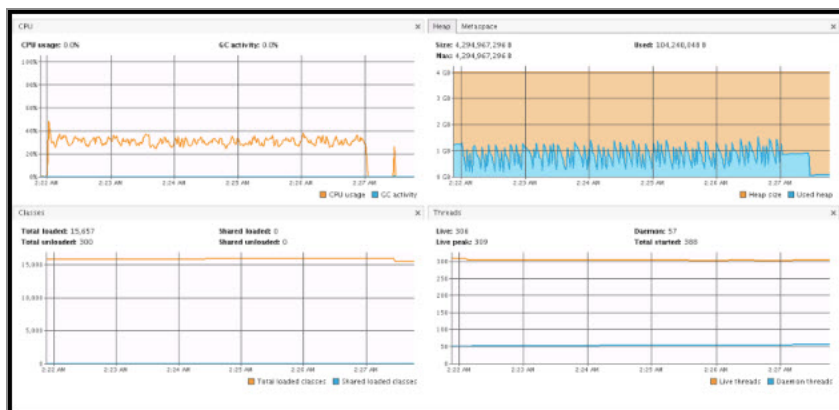 CPU
CPU usage: 0.0%
GC activity: 0.0%
100%
80%
60%
40%
20%
0%
2:22 AM
2:23 AM
2:24 AM
2:25 AM
2:26 AM
2:27 AM
CPU usage
GC activity
Heap
Metaspace
Size: 4,294,967,296 B
Used: 104,248,848 B
Max: 4,294,967,296 B
4 GB
3 GB
2 GB
1 GB
0 GB
2:22 AM
2:23 AM
2:24 AM
2:25 AM
2:26 AM
2:27 AM
Heap size
Used heap
Classes
Total loaded: 15,657
Shared loaded: 0
Total unloaded: 300
Shared unloaded: 0
15,000
10,000
5,000
0
2:22 AM
2:23 AM
2:24 AM
2:25 AM
2:26 AM
2:27 AM
Total loaded classes
Shared loaded classes
Threads
Live: 306
Daemon: 57
Live peak: 309
Total started: 388
300
250
200
150
100
50
0
2:22 AM
2:23 AM
2:24 AM
2:25 AM
2:26 AM
2:27 AM
Live threads
Daemon threads